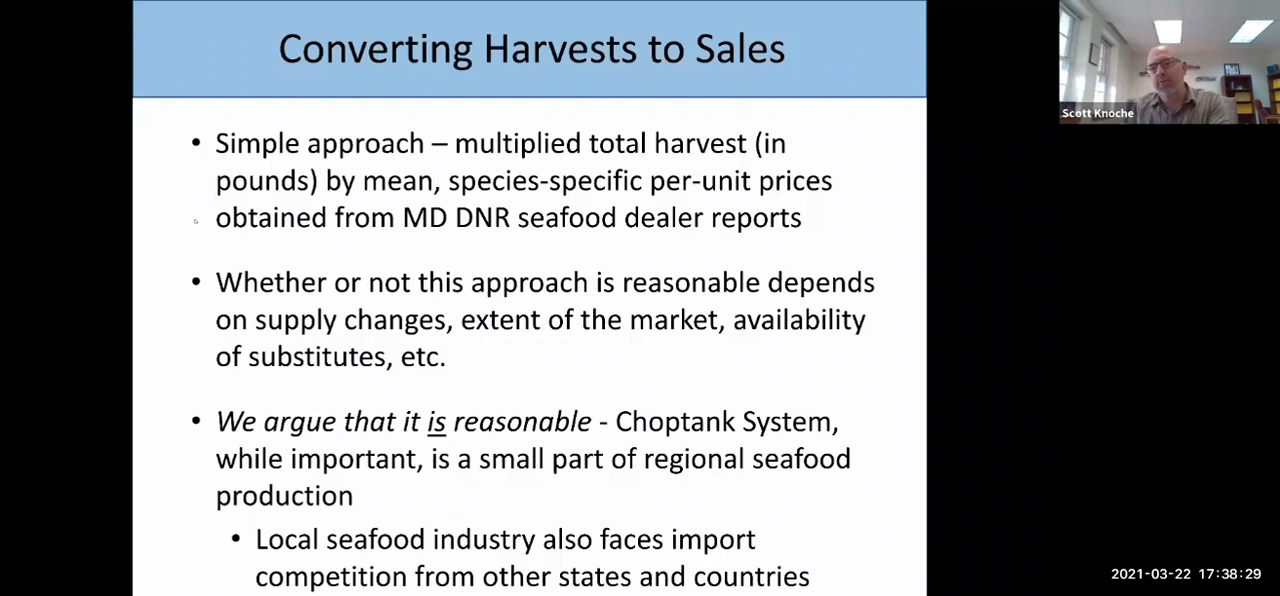 Converting Harvests to Sales
• Simple approach – multiplied total harvest (in
pounds) by mean, species-specific per-unit prices
obtained from MD DNR seafood dealer reports
• Whether or not this approach is reasonable depends
on supply changes, extent of the market, availability
of substitutes, etc.
• We argue that it is reasonable - Choptank System,
while important, is a small part of regional seafood
production
• Local seafood industry also faces import
competition from other states and countries
Scott Knoche
2021-03-22 17:38:29